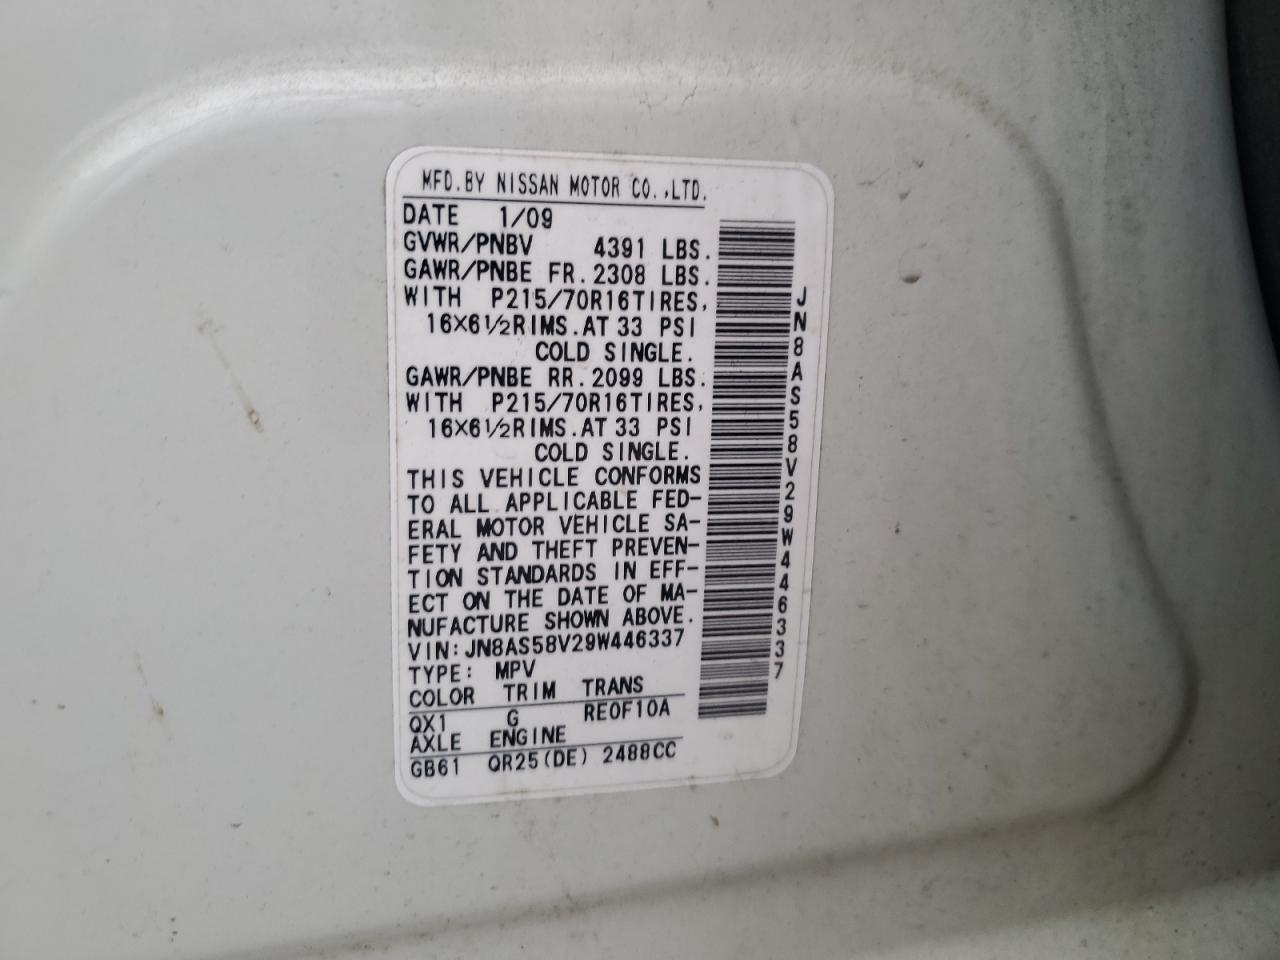 MFD.BY NISSAN MOTOR CO.,LTD.
DATE 1/09
GVWR/PNBV 4391 LBS.
GAWR/PNBE FR.2308 LBS.
WITH P215/70R16TIRES,
16X6½RIMS.AT 33 PSI
COLD SINGLE.
GAWR/PNBE RR.2099 LBS.
WITH P215/70R16TIRES,
16X6½RIMS.AT 33 PSI
COLD SINGLE.
THIS VEHICLE CONFORMS
TO ALL APPLICABLE FED-
ERAL MOTOR VEHICLE SA-
FETY AND THEFT PREVEN-
TION STANDARDS IN EFF-
ECT ON THE DATE OF MA-
NUFACTURE SHOWN ABOVE.
VIN:JN8AS58V29W446337
TYPE: MPV
COLOR TRIM TRANS
QX1 G RE0F10A
AXLE ENGINE
GB61 QR25(DE) 2488CC
JN8AS58V29W446337